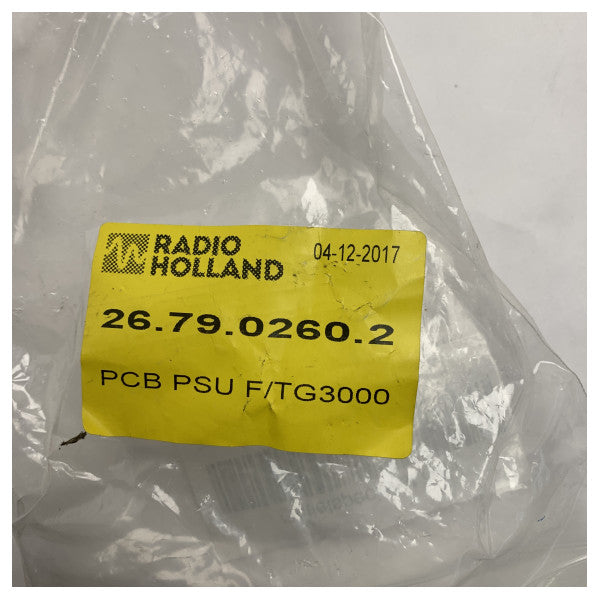 RADIO
HOLLAND
04-12-2017
26.79.0260.2
PCB PSU F/TG3000